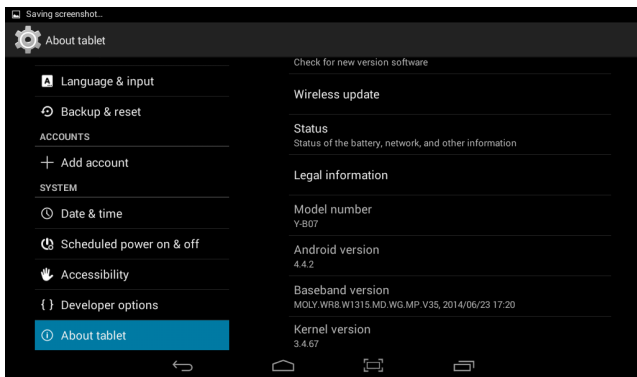 Saving screenshot...
About tablet
Language & input
Backup & reset
ACCOUNTS
Add account
SYSTEM
Date & time
Scheduled power on & off
Accessibility
{ } Developer options
About tablet
Check for new version software
Wireless update
Status
Status of the battery, network, and other information
Legal information
Model number
Y-B07
Android version
4.4.2
Baseband version
MOLY.WR8.W1315.MD.WG.MP.V35, 2014/06/23 17:20
Kernel version
3.4.67